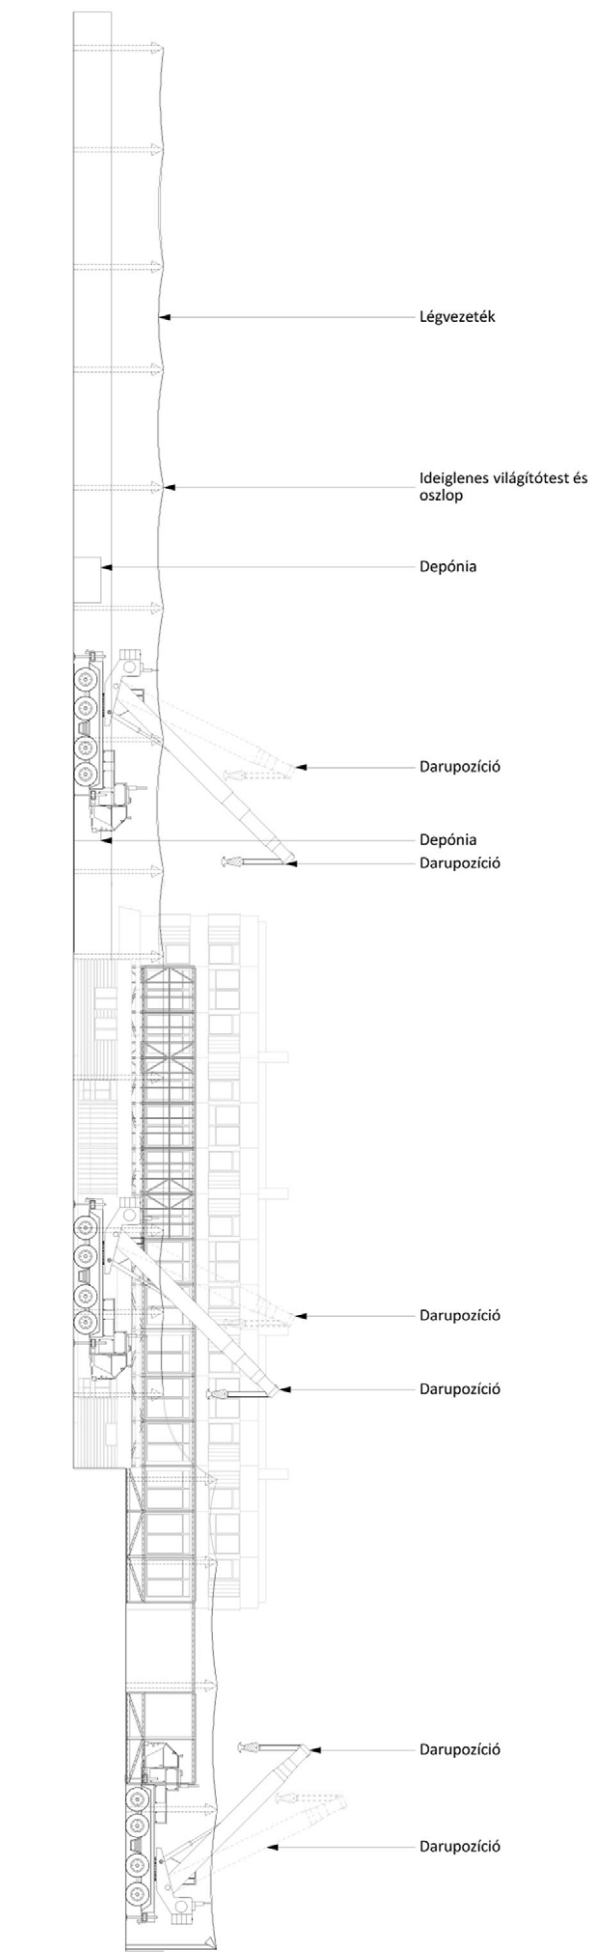 Légvezeték
Ideiglenes világítótest és
oszlop
Depónia
Darupozíció
Depónia
Darupozíció
Darupozíció
Darupozíció
Darupozíció
Darupozíció